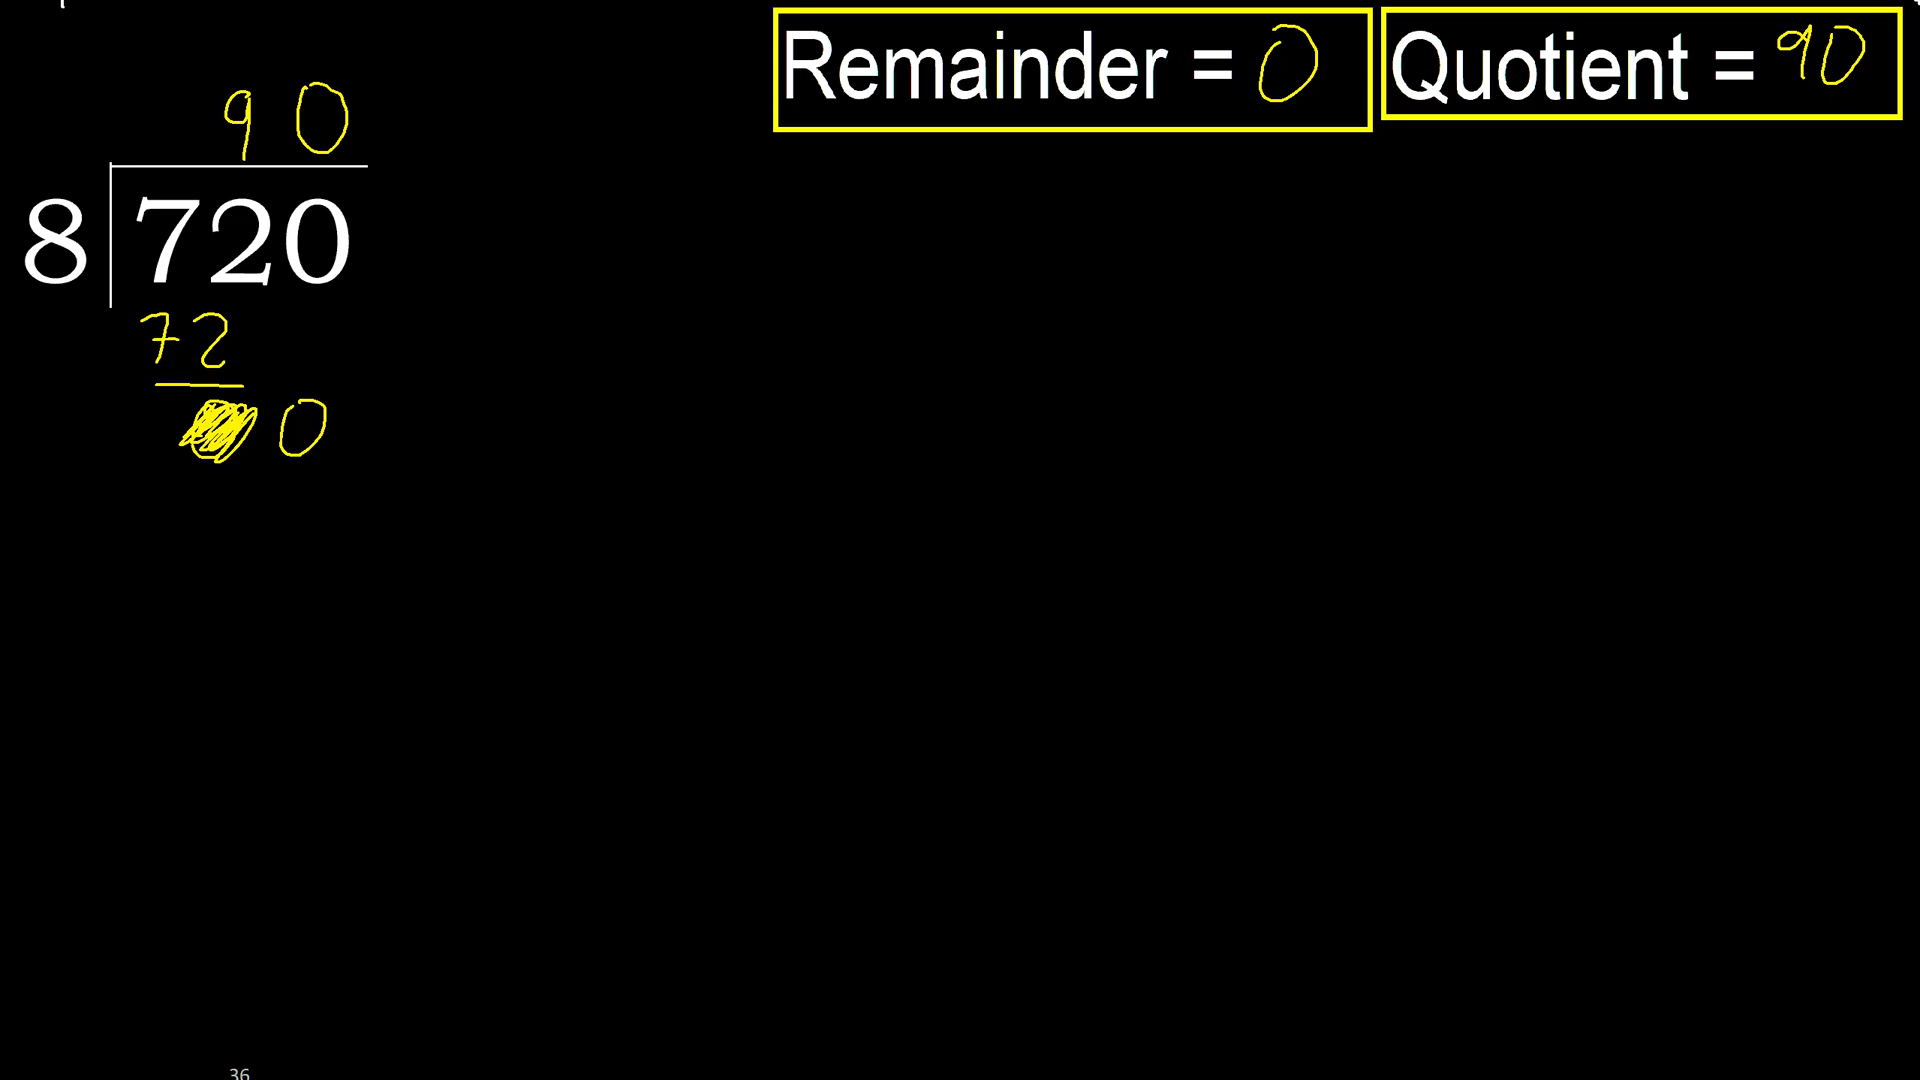 Remainder = 0
Quotient = 90
90
8 720
72
0
36